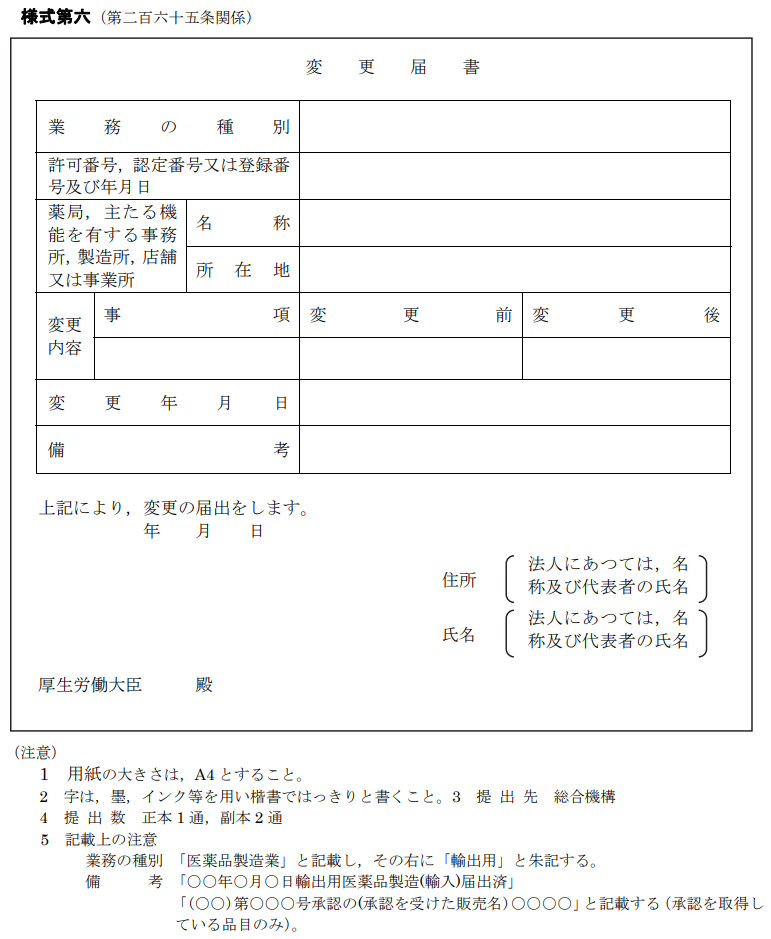 様式第六（第二百六十五条関係）
変更届書
業務の種別
許可番号，認定番号又は登録番
号及び年月日
薬局，主たる機
能を有する事務
所，製造所，店舗
又は事業所
名称
所在地
変更
内容
事項
変更前
変更後
変更年月日
備考
上記により，変更の届出をします。
年　月　日
住所
法人にあつては，名
称及び代表者の氏名
氏名
法人にあつては，名
称及び代表者の氏名
厚生労働大臣　殿
（注意）
1　用紙の大きさは，A4とすること。
2　字は，墨，インク等を用い楷書ではっきりと書くこと。3　提出先　総合機構
4　提出数　正本1通，副本2通
5　記載上の注意
業務の種別　「医薬品製造業」と記載し，その右に「輸出用」と朱記する。
備考　「○○年○月○日輸出用医薬品製造(輸入)届出済」
「(○○)第○○○号承認の(承認を受けた販売名)○○○○」と記載する（承認を取得し
ている品目のみ）。